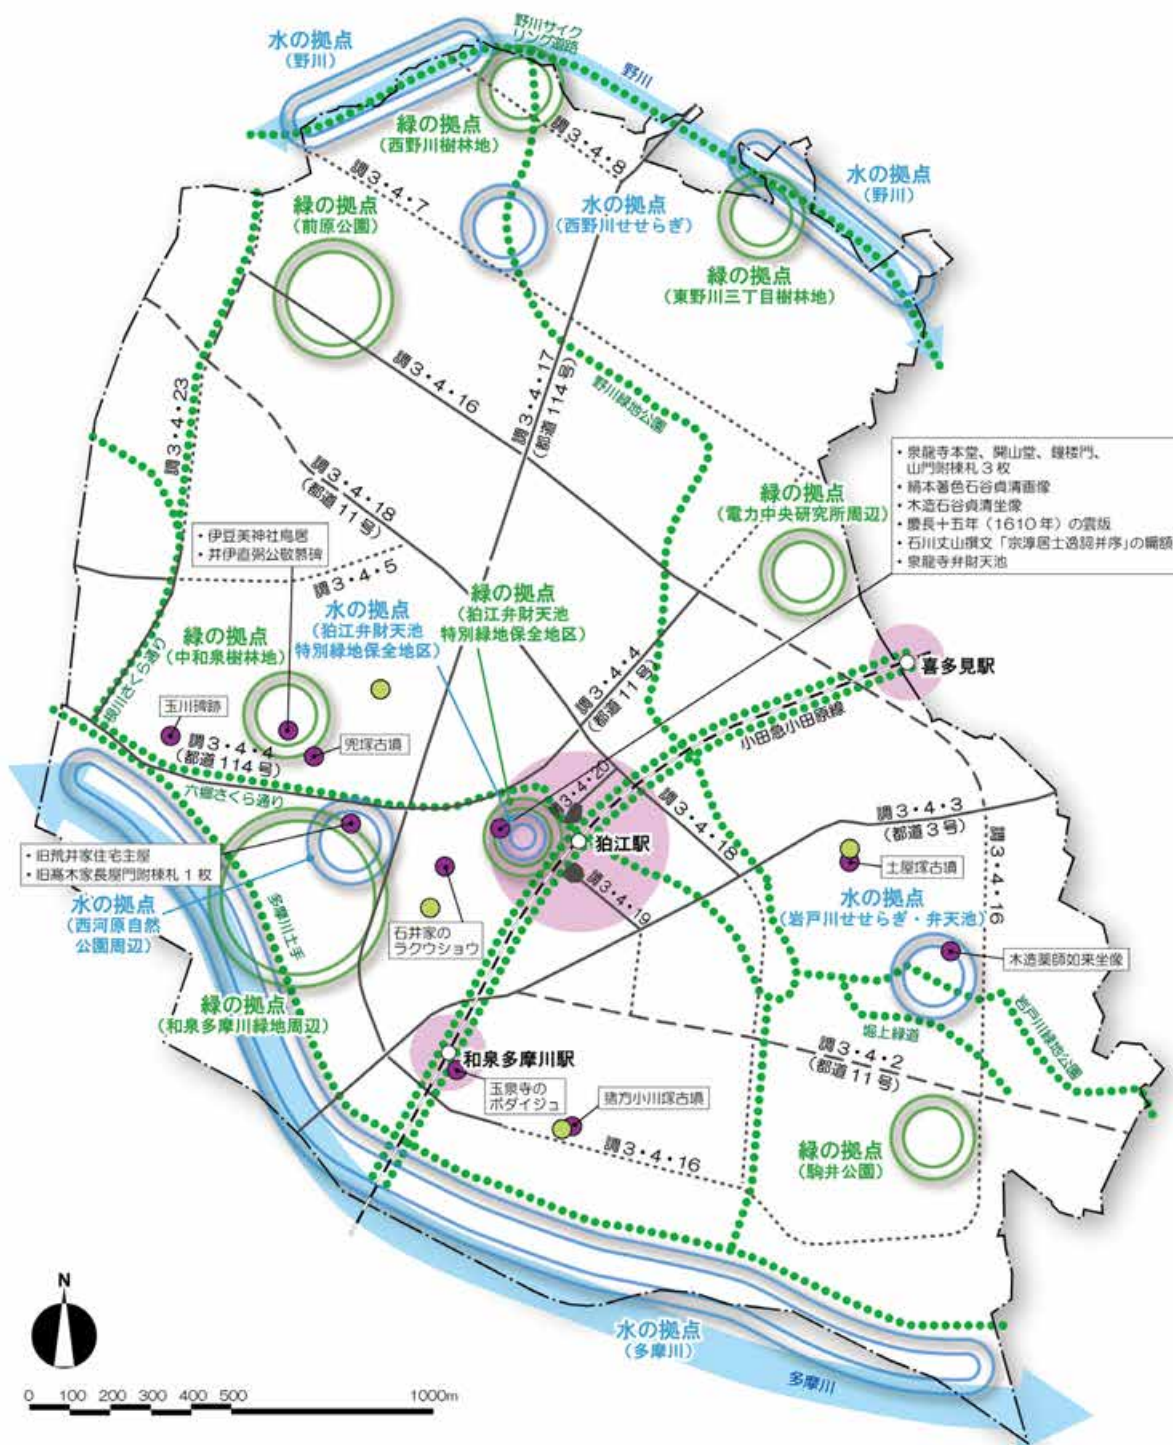 野川サイク
リング道路
水の拠点
(野川)
野川
緑の拠点
(西野川樹林地)
調3・4・8
水の拠点
(野川)
調3・4・7
緑の拠点
(前原公園)
水の拠点
(西野川せせらぎ)
緑の拠点
(東野川三丁目樹林地)
調3・4・23
調3・4・16
調3・4・17
(都道114号)
野川緑地公園
・泉龍寺本堂、開山堂、鐘楼門、
山門附棟札3枚
・絹本著色石谷貞清画像
・木造石谷貞清坐像
・慶長十五年(1610年)の雲版
・石川丈山撰文「宗淳居士逸詞并序」の幅額
・泉龍寺弁財天池
調3・4・18
(都道11号)
緑の拠点
(電力中央研究所周辺)
・伊豆美神社鳥居
・井伊直弼公敬慕碑
調3・4・5
水の拠点
(狛江弁財天池
特別緑地保全地区)
緑の拠点
(狛江弁財天池
特別緑地保全地区)
緑の拠点
(中和泉樹林地)
根川さくら通り
調3・4・4
(都道11号)
喜多見駅
小田急小田原線
玉川碑跡
調3・4・4
(都道114号)
兜塚古墳
六郷さくら通り
調3・4・20
調3・4・18
調3・4・3
(都道3号)
狛江駅
・旧荒井家住宅主屋
・旧高木家長屋門附棟札1枚
土屋塚古墳
調3・4・16
水の拠点
(西河原自然
公園周辺)
多摩川土手
石井家の
ラクウショウ
調3・4・19
水の拠点
(岩戸川せせらぎ・弁天池)
木造薬師如来坐像
緑の拠点
(和泉多摩川緑地周辺)
堀上緑道
岩戸川緑地公園
和泉多摩川駅
調3・4・2
(都道11号)
玉泉寺の
ボダイジュ
猪方小川塚古墳
調3・4・16
緑の拠点
(駒井公園)
N
水の拠点
(多摩川)
多摩川
0 100 200 300 400 500 1000m